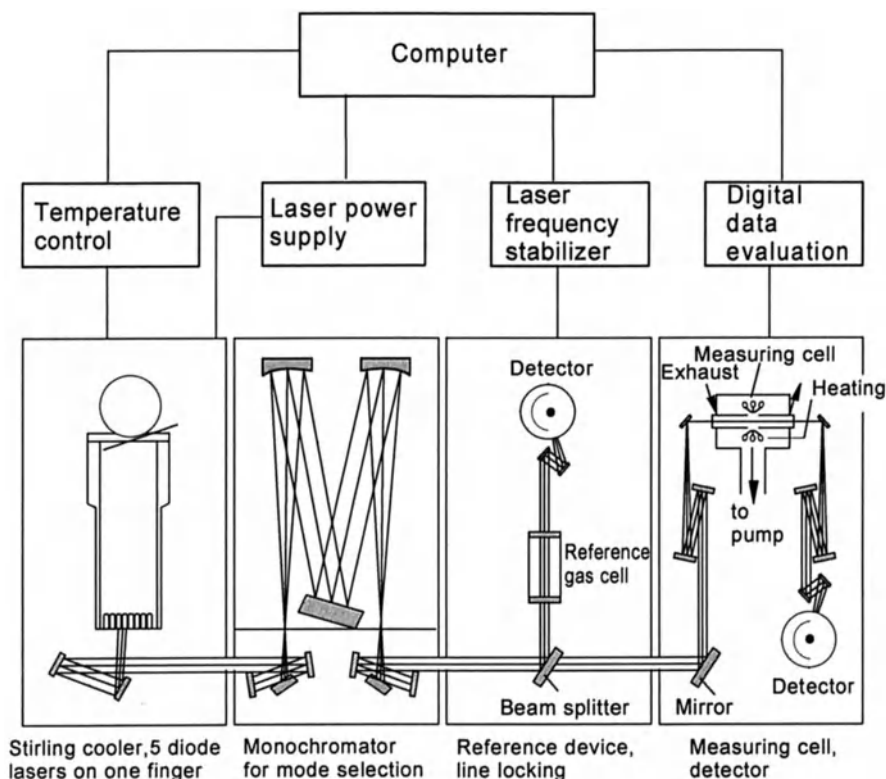 Computer
Temperature
control
Laser power
supply
Laser
frequency
stabilizer
Digital
data
evaluation
Detector
Reference
gas cell
Beam splitter
Measuring cell
Exhaust
Heating
to
pump
Detector
Mirror
Stirling cooler,5 diode
lasers on one finger
Monochromator
for mode selection
Reference device,
line locking
Measuring cell,
detector